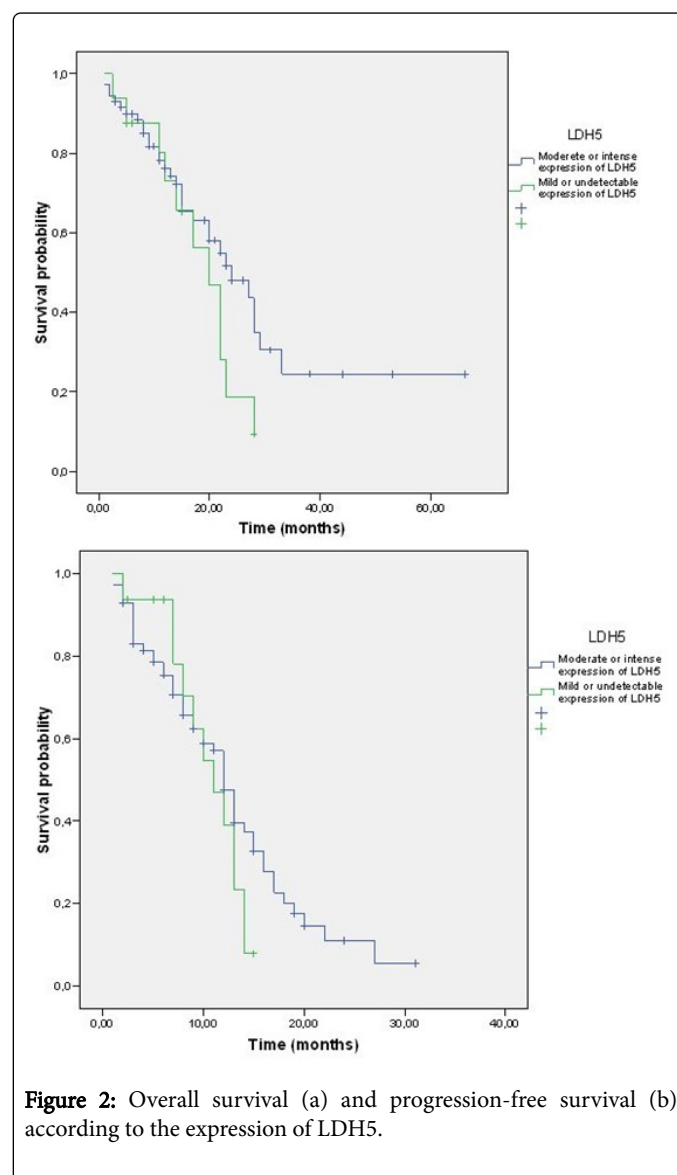 1,0
0,8
0,6
0,4
0,2
0,0
Survival probability
0,00 20,00 40,00 60,00
Time (months)
LDH5
Moderete or intense
expression of LDH5
Mild or undetectable
expression of LDH5
1,0
0,8
0,6
0,4
0,2
0,0
Survival probability
0,00 10,00 20,00 30,00 40,00
Time (months)
LDH5
Moderate or intense
expression of LDH5
Mild or undetectable
expression of LDH5
Figure 2: Overall survival (a) and progression-free survival (b)
according to the expression of LDH5.